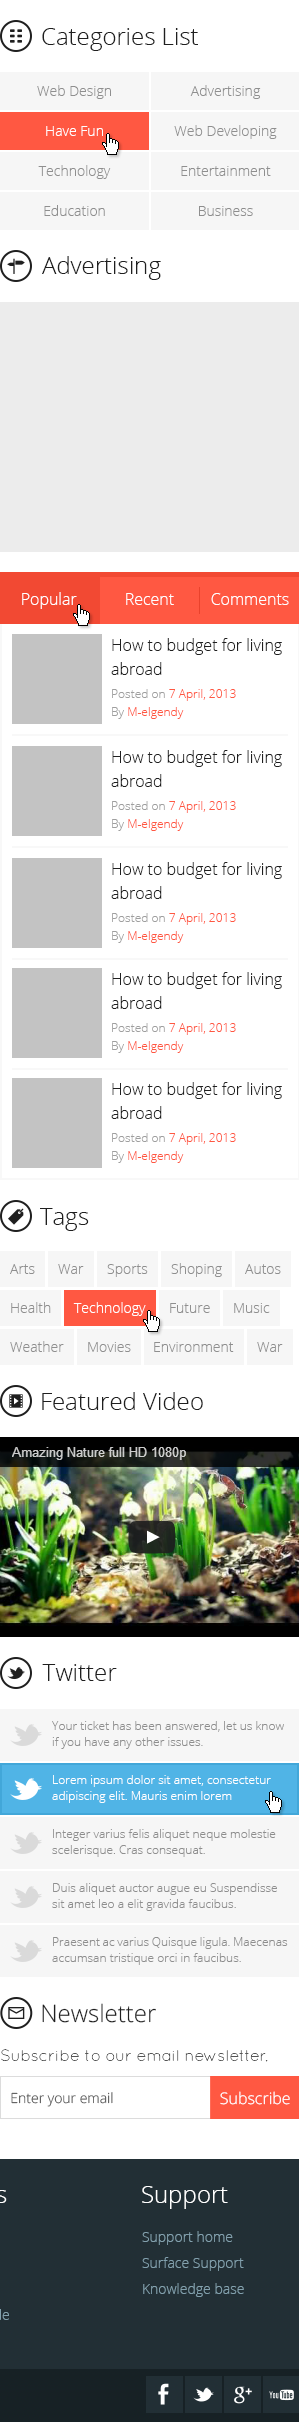 Categories List
Web Design Advertising
Have Fun Web Developing
Technology Entertainment
Education Business
Advertising
Popular Recent Comments
How to budget for living
abroad
Posted on 7 April, 2013
By M-elgendy
How to budget for living
abroad
Posted on 7 April, 2013
By M-elgendy
How to budget for living
abroad
Posted on 7 April, 2013
By M-elgendy
How to budget for living
abroad
Posted on 7 April, 2013
By M-elgendy
How to budget for living
abroad
Posted on 7 April, 2013
By M-elgendy
Tags
Arts War Sports Shoping Autos
Health Technology Future Music
Weather Movies Environment War
Featured Video
Amazing Nature full HD 1080p
Twitter
Your ticket has been answered, let us know
if you have any other issues.
Lorem ipsum dolor sit amet, consectetur
adipiscing elit. Mauris enim lorem
Integer varius felis aliquet neque molestie
scelerisque. Cras consequat.
Duis aliquet auctor augue eu Suspendisse
sit amet leo a elit gravida faucibus.
Praesent ac varius Quisque ligula. Maecenas
accumsan tristique orci in faucibus.
Newsletter
Subscribe to our email newsletter.
Enter your email Subscribe
s Support
Support home
Surface Support
Knowledge base
le
f g+ You Tube